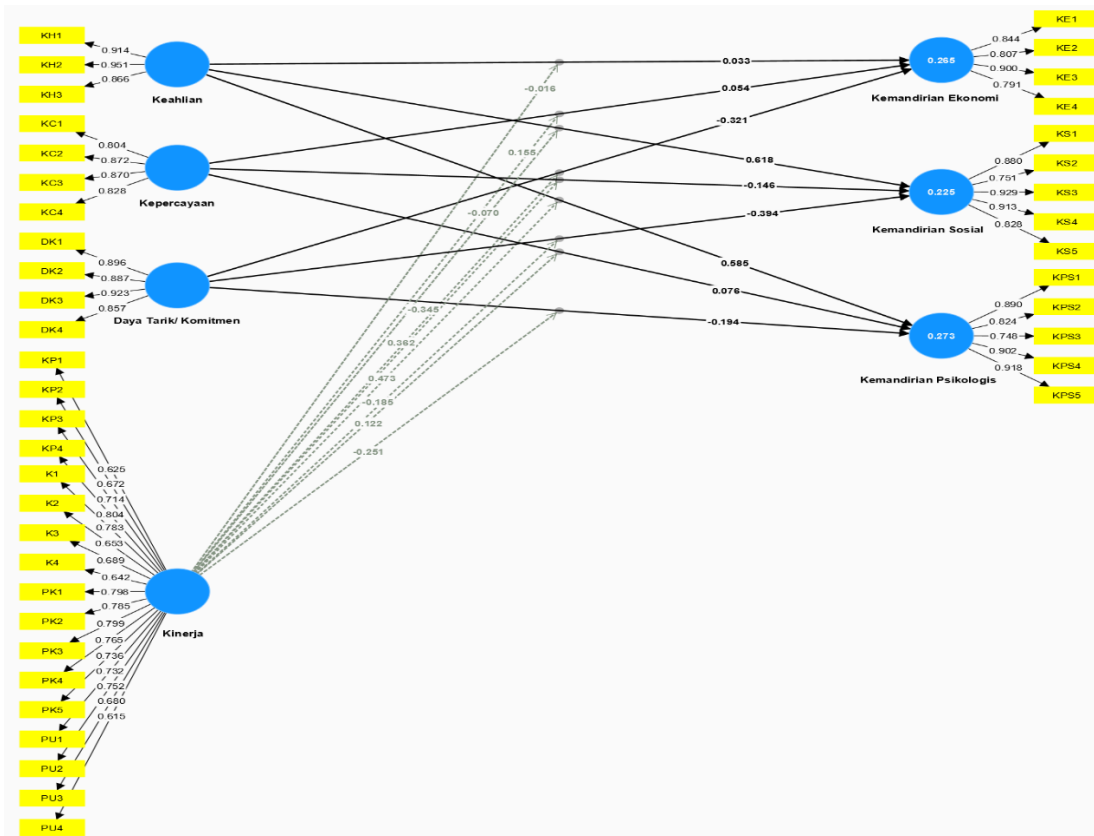 KH1
KH2
KH3
0.914
0.951
0.866
Keahlian
KC1
KC2
KC3
KC4
0.804
0.872
0.870
0.828
Kepercayaan
DK1
DK2
DK3
DK4
0.896
0.887
0.923
0.857
Daya Tarik/ Komitmen
KP1
KP2
KP3
KP4
K1
K2
K3
K4
PK1
PK2
PK3
PK4
PK5
PU1
PU2
PU3
PU4
0.625
0.672
0.714
0.804
0.783
0.653
0.689
0.642
0.798
0.785
0.799
0.765
0.736
0.732
0.752
0.680
0.615
Kinerja
-0.016
0.155
-0.070
-0.345
0.362
0.473
-0.185
0.122
-0.251
0.033
0.054
-0.321
0.618
-0.146
-0.394
0.585
0.076
-0.194
0.265
Kemandirian Ekonomi
0.844
0.807
0.900
0.791
KE1
KE2
KE3
KE4
0.225
Kemandirian Sosial
0.880
0.751
0.929
0.913
0.828
KS1
KS2
KS3
KS4
KS5
0.273
Kemandirian Psikologis
0.890
0.824
0.748
0.902
0.918
KPS1
KPS2
KPS3
KPS4
KPS5